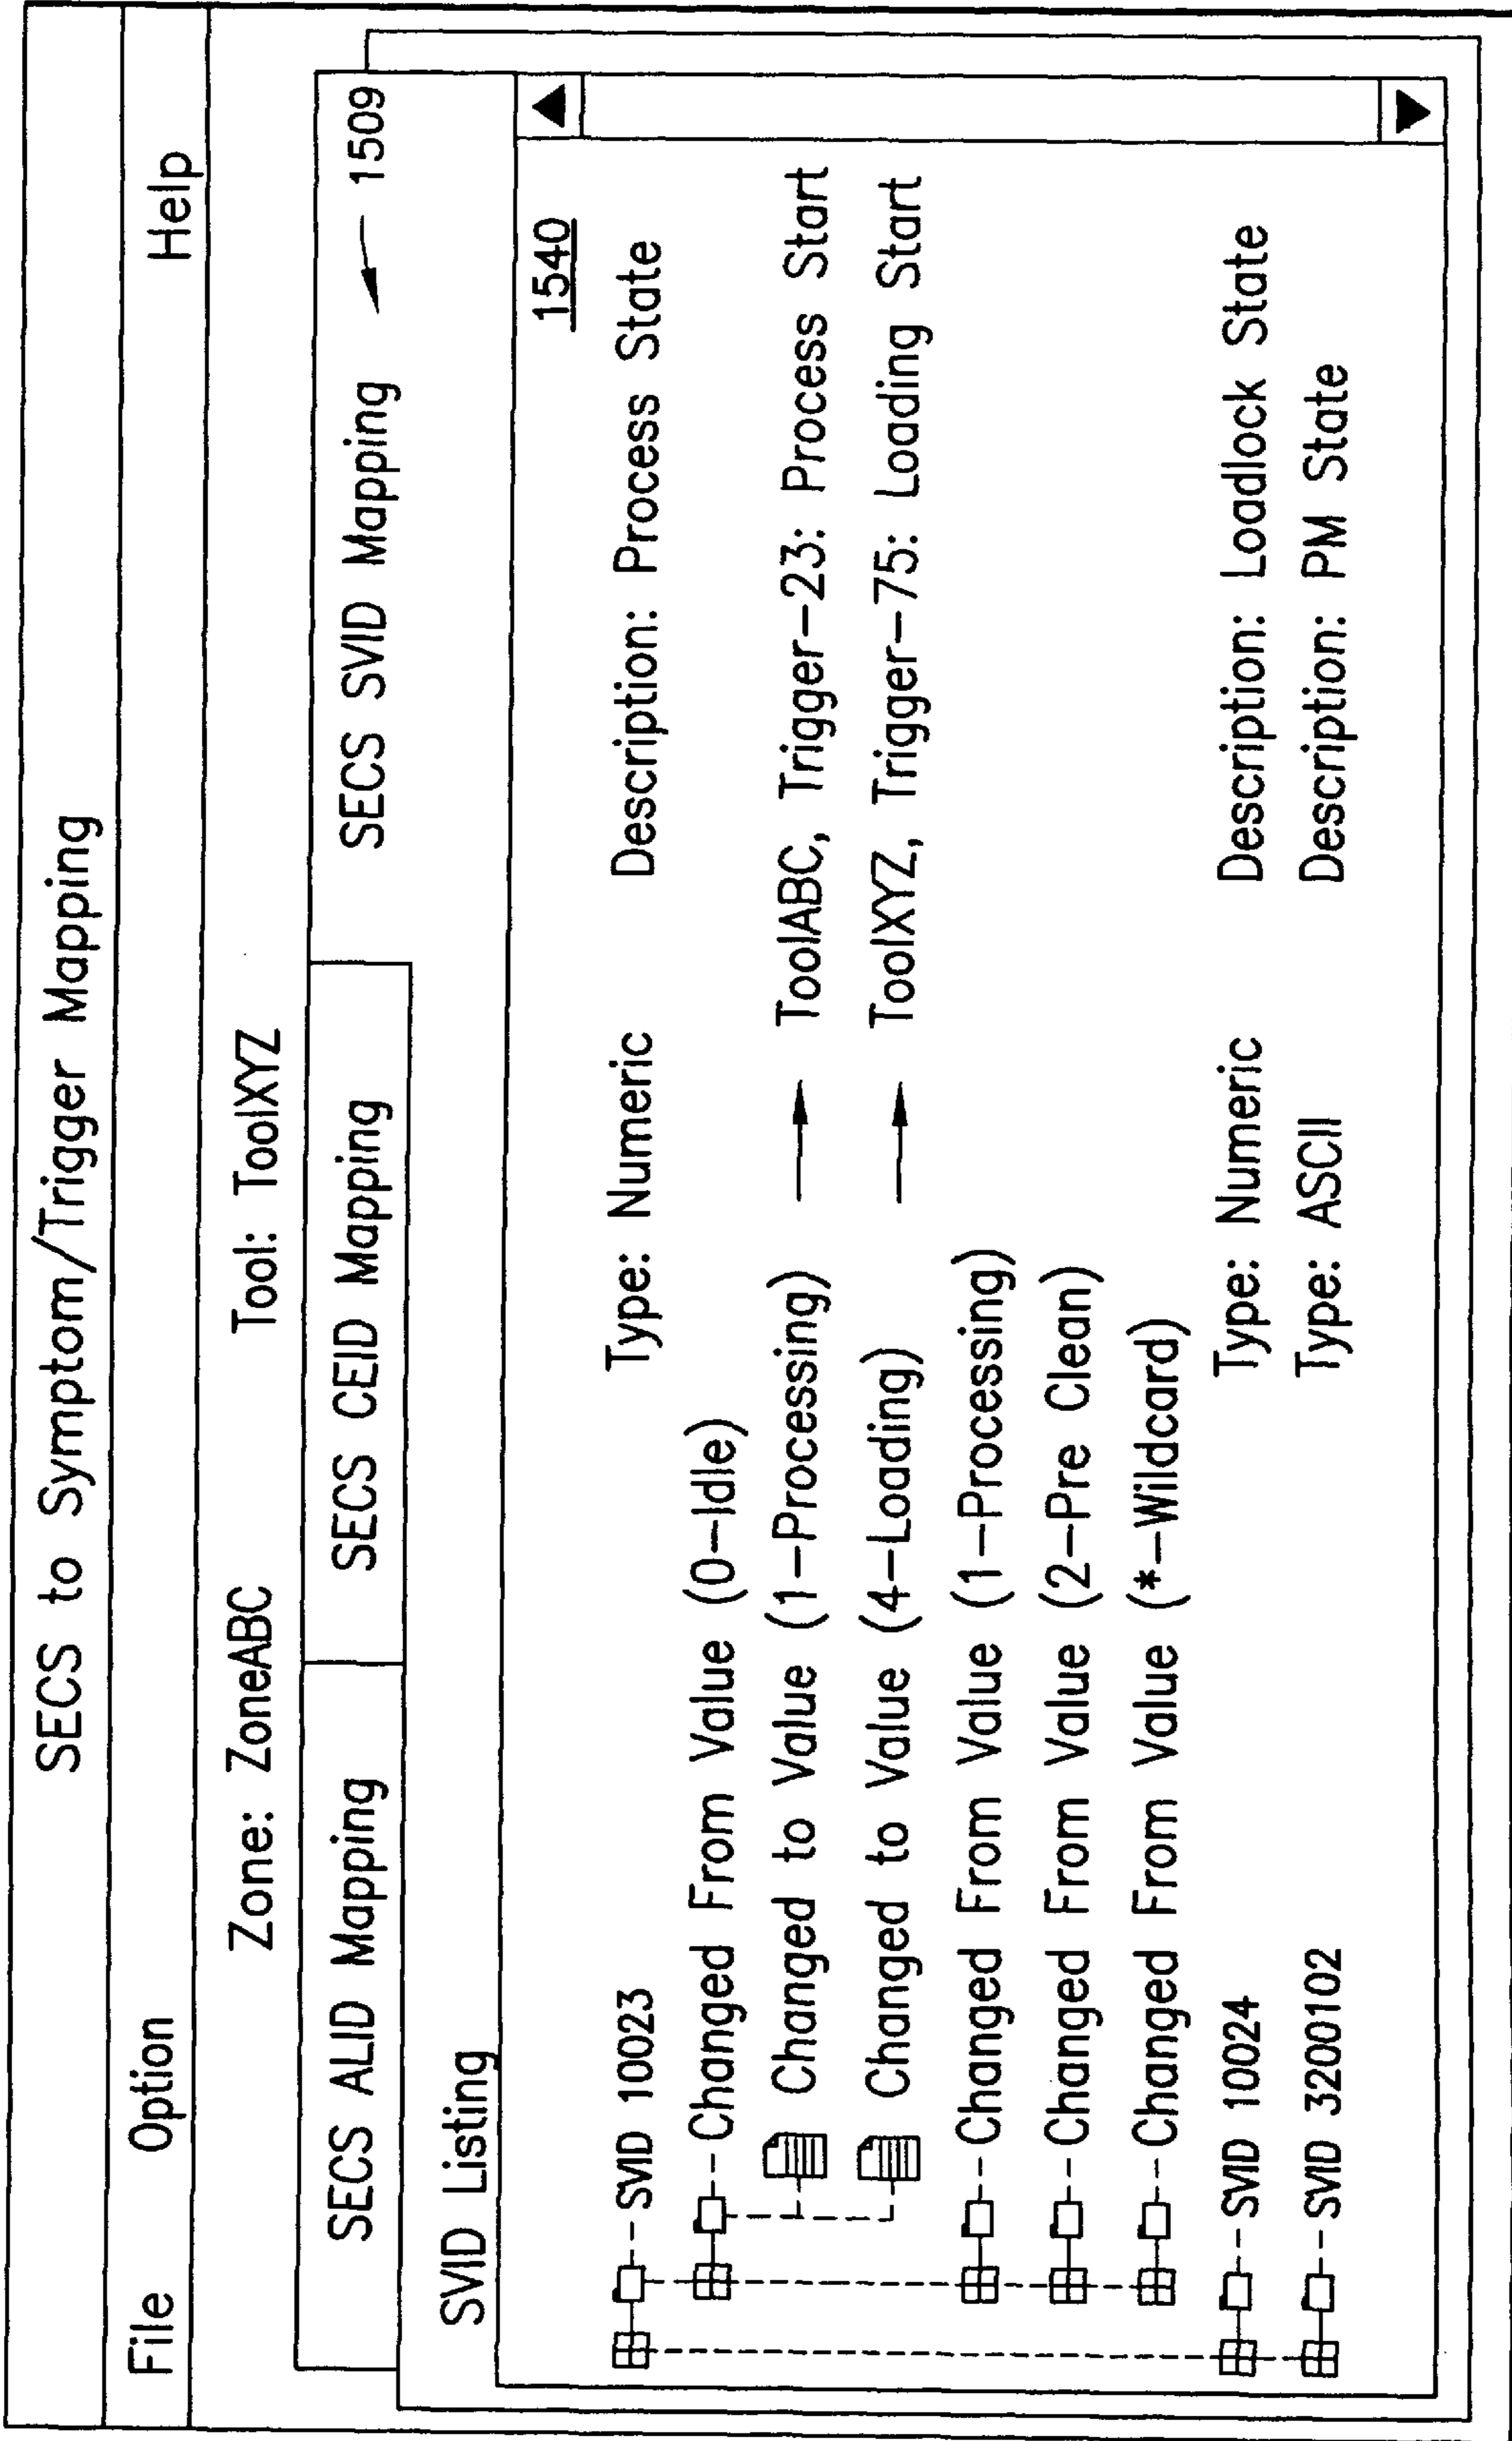 SECS to Symptom/Trigger Mapping
File Option Help
Zone: ZoneABC Tool: ToolXYZ
SECS ALID Mapping SECS CEID Mapping SECS SVID Mapping 1509
SVID Listing
1540
SVID 10023 Type: Numeric Description: Process State
Changed From Value (0-Idle)
Changed to Value (1-Processing) ToolABC, Trigger-23: Process Start
Changed to Value (4-Loading) ToolXYZ, Trigger-75: Loading Start
Changed From Value (1-Processing)
Changed From Value (2-Pre Clean)
Changed From Value (*-Wildcard)
SVID 10024 Type: Numeric Description: Loadlock State
SVID 3200102 Type: ASCII Description: PM State